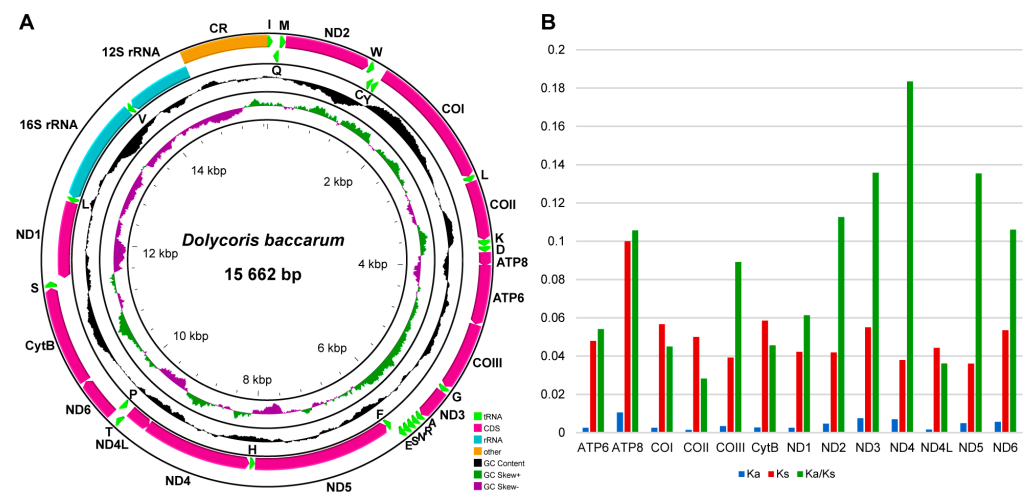 A
I
M
CR
ND2
W
12S rRNA
Q
C
Y
COI
16S rRNA
V
14 kbp
2 kbp
L
L
COII
ND1
Dolycoris baccarum
K
D
12 kbp
4 kbp
ATP8
15 662 bp
S
ATP6
10 kbp
6 kbp
CytB
COIII
8 kbp
P
G
ND6
F
ND3
A
R
N
S
E
T
ND4L
H
ND4
ND5
tRNA
CDS
rRNA
other
GC Content
GC Skew+
GC Skew-
B
0.2
0.18
0.16
0.14
0.12
0.1
0.08
0.06
0.04
0.02
0
ATP6 ATP8 COI COII COIII CytB ND1 ND2 ND3 ND4 ND4L ND5 ND6
Ka Ks Ka/Ks